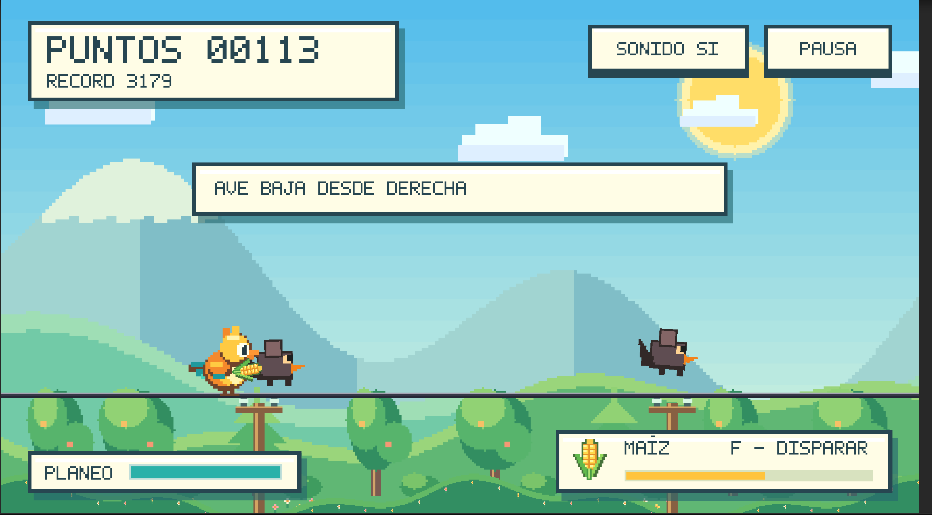 PUNTOS 00113
RECORD 3179
SONIDO SI
PAUSA
AVE BAJA DESDE DERECHA
PLANEO
MAÍZ
F - DISPARAR